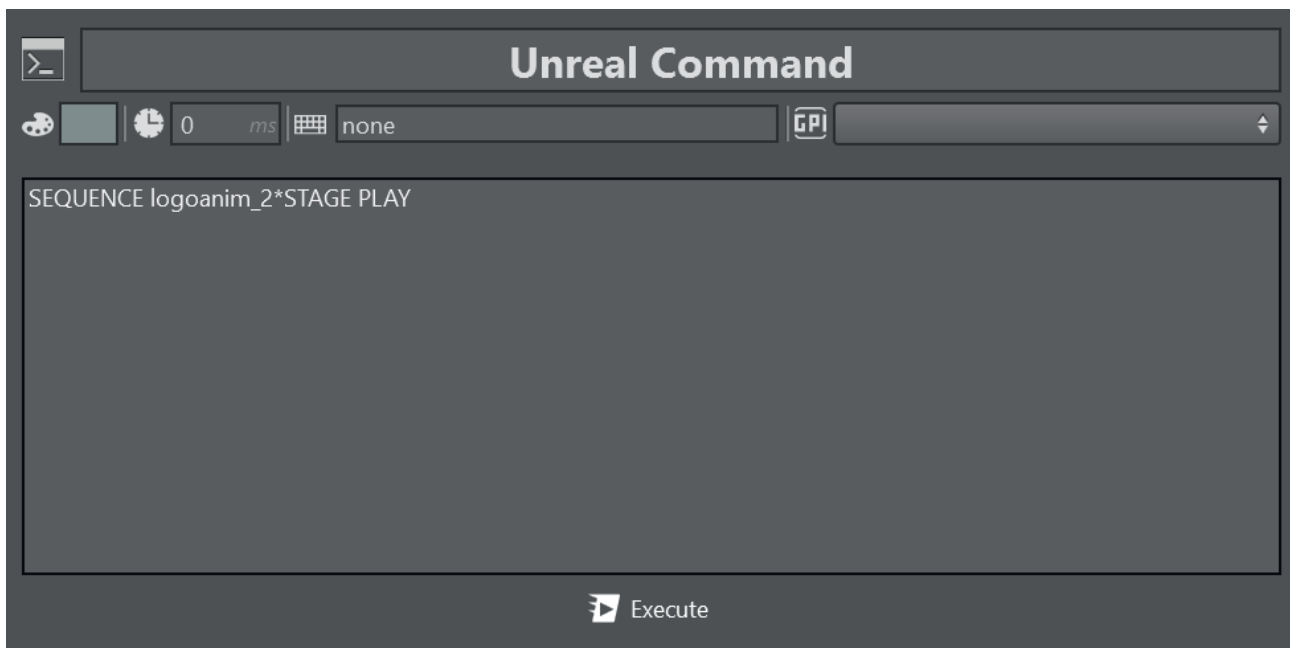 >_
Unreal Command
0 ms none GPI
SEQUENCE logoanim_2*STAGE PLAY
Execute